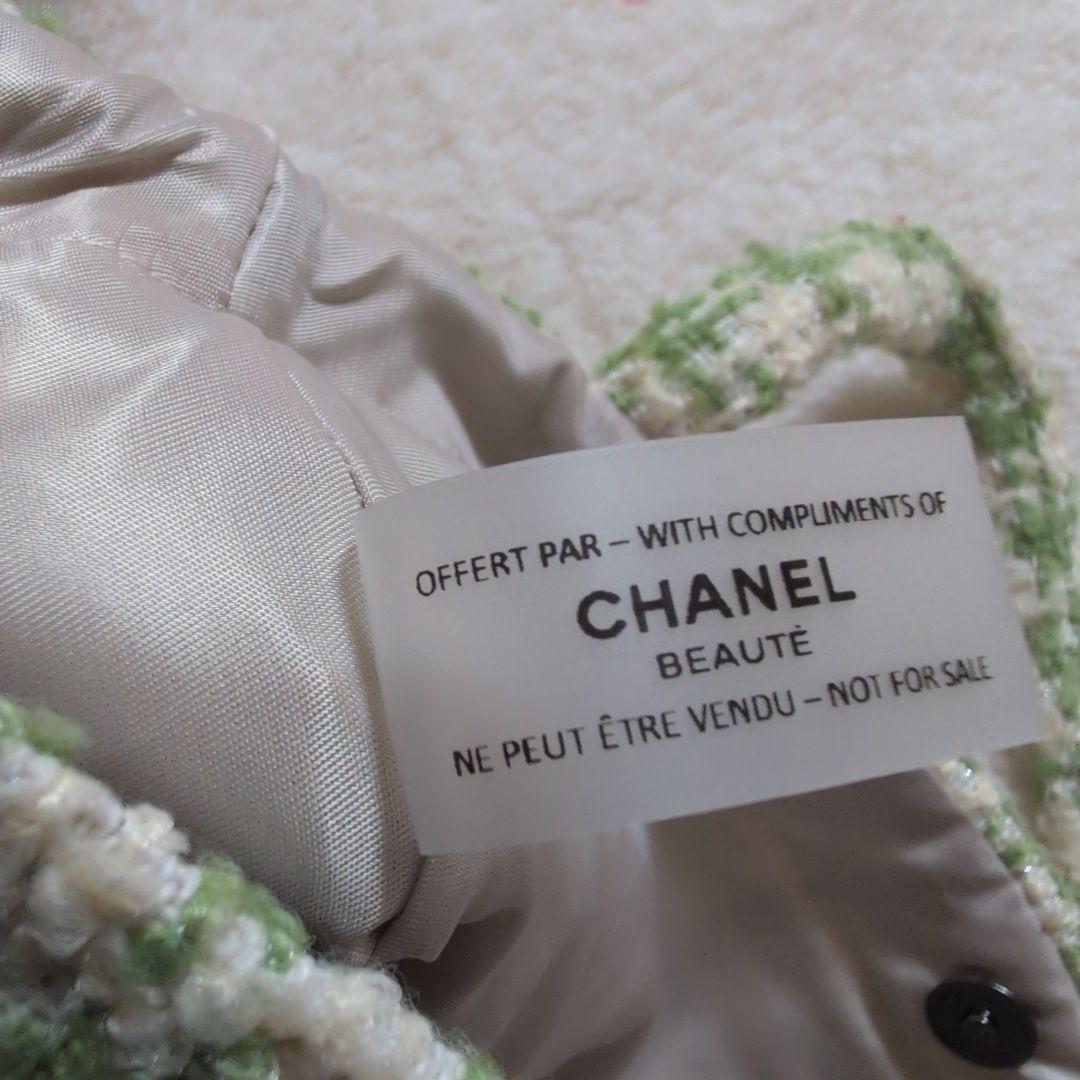 OFFERT PAR – WITH COMPLIMENTS OF
CHANEL
BEAUTÉ
NE PEUT ÊTRE VENDU – NOT FOR SALE